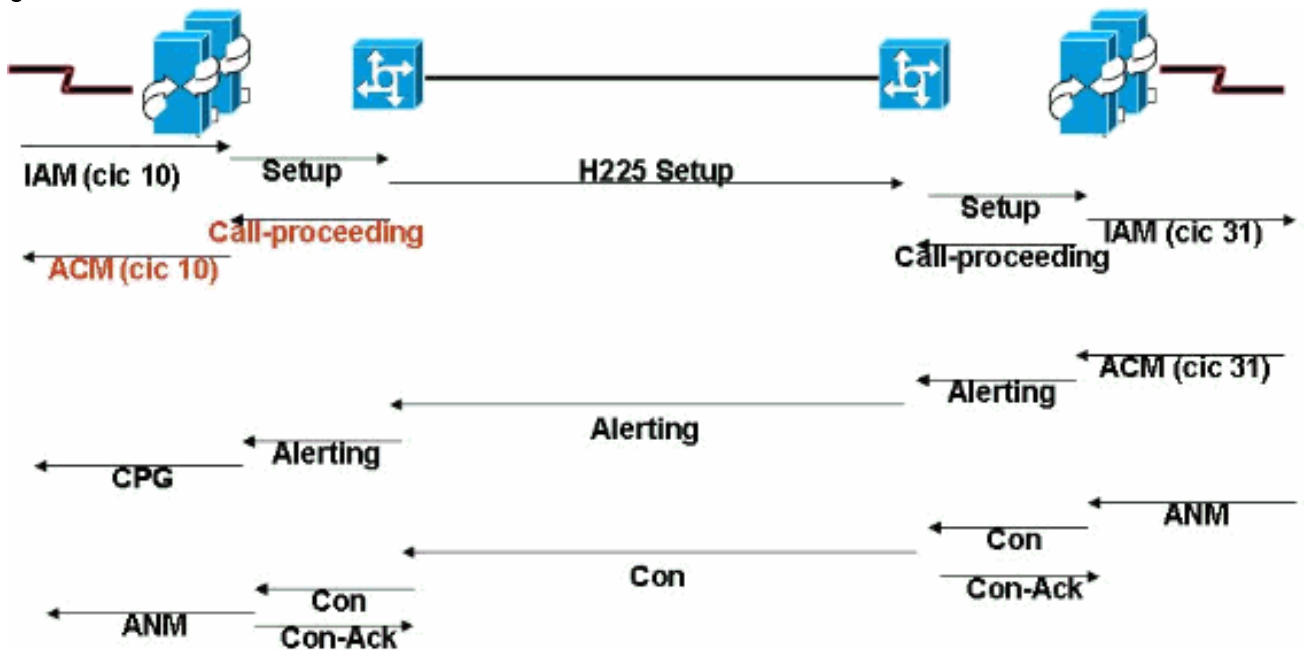 IAM (cic 10)
Setup
H225 Setup
Setup
IAM (cic 31)
Call-proceeding
Call-proceeding
ACM (cic 10)
ACM (cic 31)
Alerting
Alerting
Alerting
CPG
ANM
Con
Con
Con-Ack
Con
ANM
Con-Ack